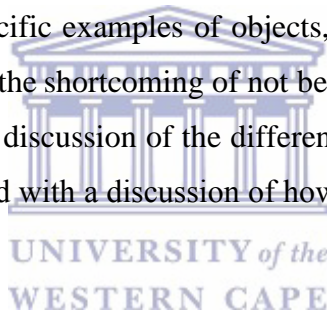 cific examples of objects,
the shortcoming of not be
discussion of the differen
d with a discussion of how
UNIVERSITY of the
WESTERN CAPE